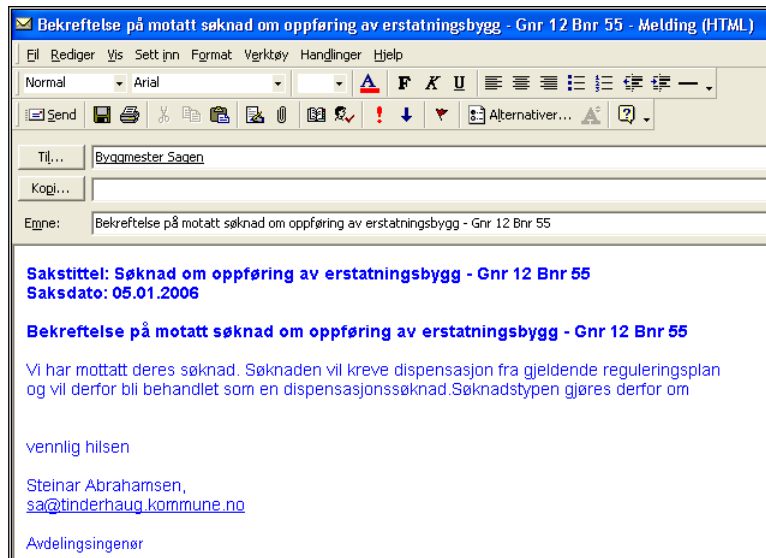 Bekreftelse på motatt søknad om oppføring av erstatningsbygg - Gnr 12 Bnr 55 - Melding (HTML)
Fil Rediger Vis Sett inn Format Verktøy Handlinger Hjelp
Normal Arial A F K U
Send Alternativer...
Til... Byggmester Sagen
Kopi...
Emne: Bekreftelse på motatt søknad om oppføring av erstatningsbygg - Gnr 12 Bnr 55
Sakstittel: Søknad om oppføring av erstatningsbygg - Gnr 12 Bnr 55
Saksdato: 05.01.2006
Bekreftelse på motatt søknad om oppføring av erstatningsbygg - Gnr 12 Bnr 55
Vi har mottatt deres søknad. Søknaden vil kreve dispensasjon fra gjeldende reguleringsplan
og vil derfor bli behandlet som en dispensasjonssøknad.Søknadstypen gjøres derfor om
vennlig hilsen
Steinar Abrahamsen,
sa@tinderhaug.kommune.no
Avdelingsingenør